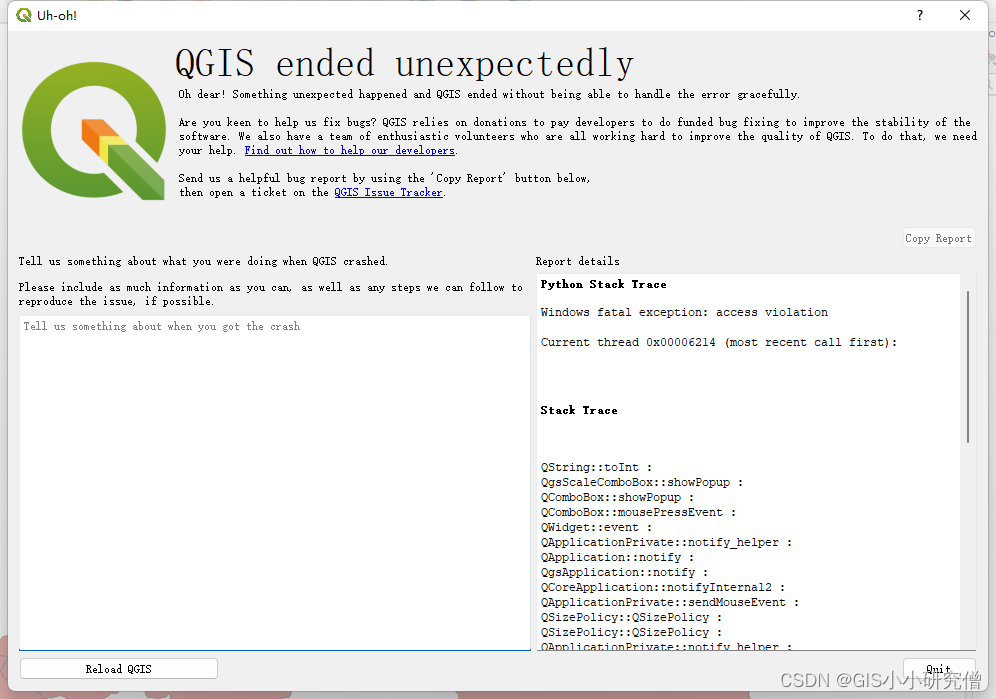 Uh-oh!
?
QGIS ended unexpectedly
Oh dear! Something unexpected happened and QGIS ended without being able to handle the error gracefully.
Are you keen to help us fix bugs? QGIS relies on donations to pay developers to do funded bug fixing to improve the stability of the
software. We also have a team of enthusiastic volunteers who are all working hard to improve the quality of QGIS. To do that, we need
your help. Find out how to help our developers.
Send us a helpful bug report by using the 'Copy Report' button below,
then open a ticket on the QGIS Issue Tracker.
Copy Report
Tell us something about what you were doing when QGIS crashed.
Please include as much information as you can, as well as any steps we can follow to
reproduce the issue, if possible.
Tell us something about when you got the crash
Report details
Python Stack Trace
Windows fatal exception: access violation
Current thread 0x00006214 (most recent call first):
Stack Trace
QString::toInt :
QgsScaleComboBox::showPopup :
QComboBox::showPopup :
QComboBox::mousePressEvent :
QWidget::event :
QApplicationPrivate::notify_helper :
QApplication::notify :
QgsApplication::notify :
QCoreApplication::notifyInternal2 :
QApplicationPrivate::sendMouseEvent :
QSizePolicy::QSizePolicy :
QSizePolicy::QSizePolicy :
QApplicationPrivate::notify_helper :
Reload QGIS
Quit
CSDN @GIS小小研究僧